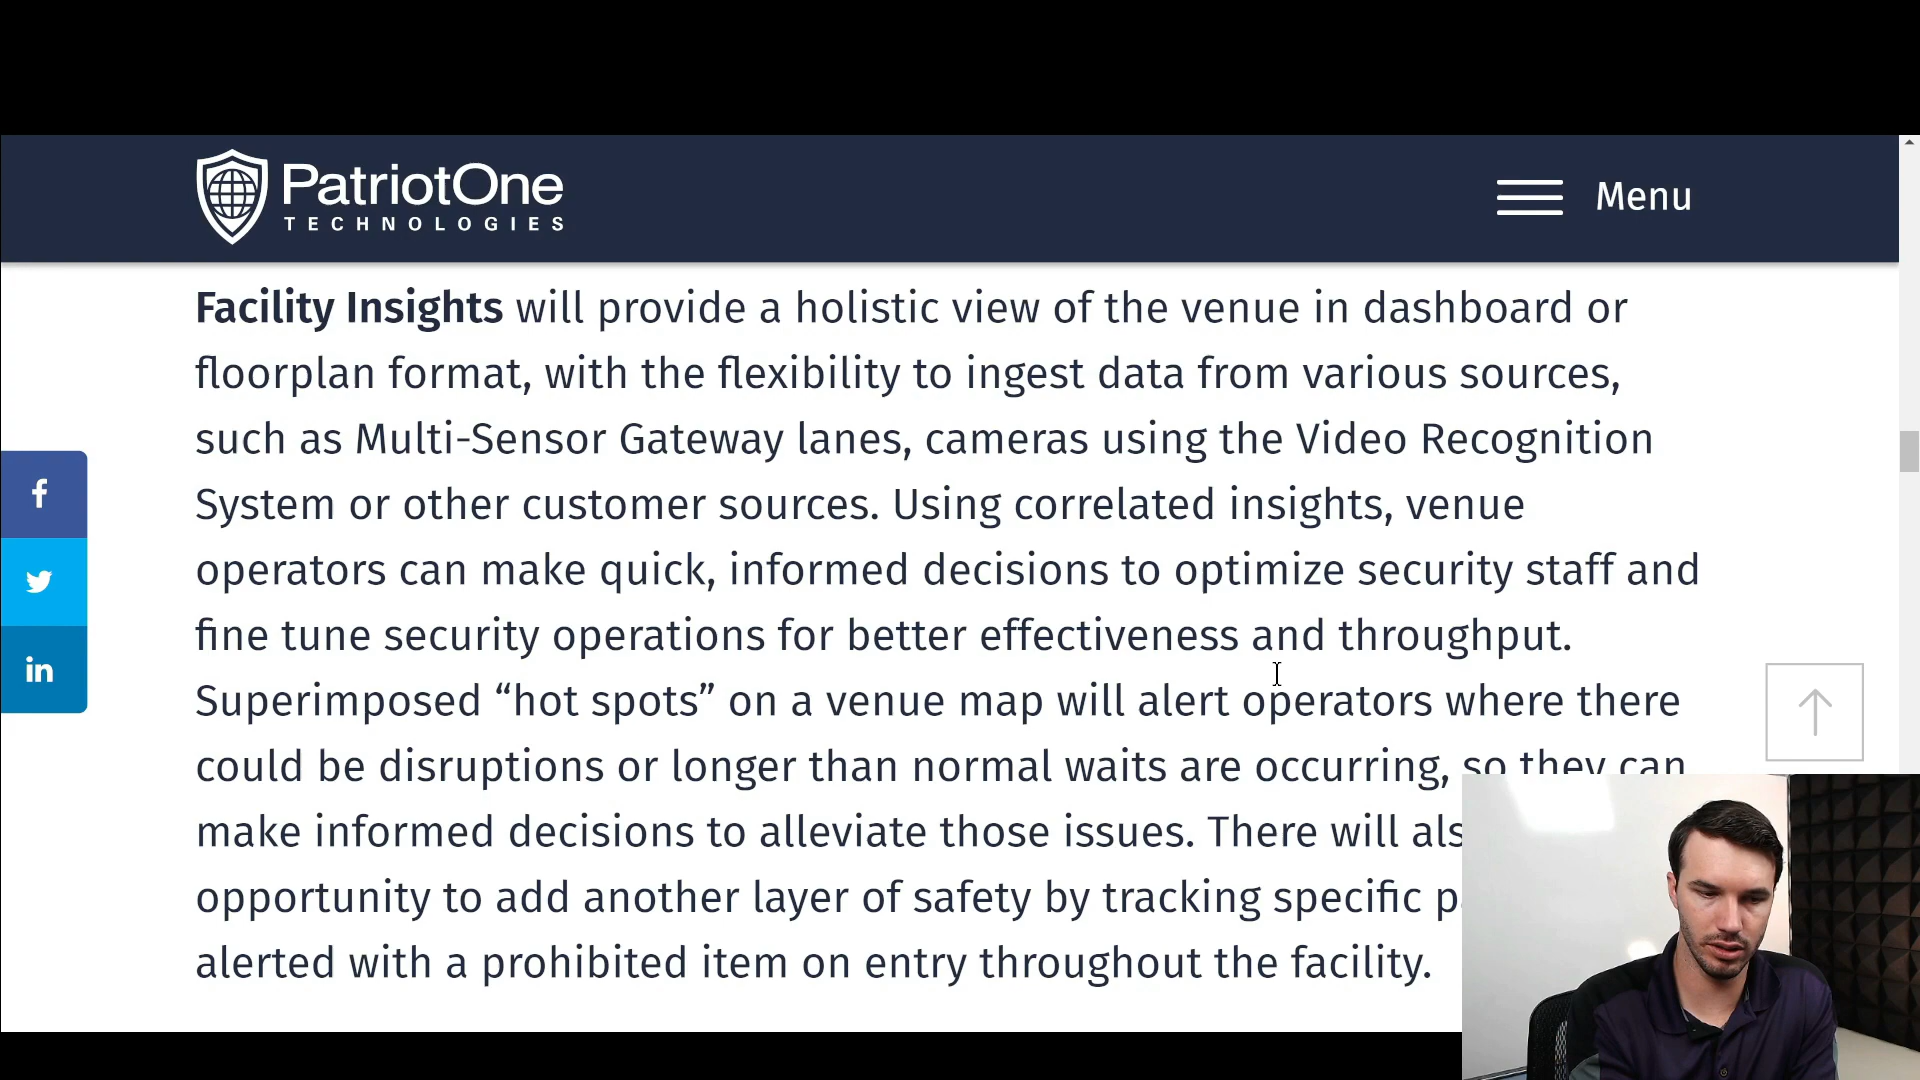 PatriotOne
TECHNOLOGIES
Menu
Facility Insights will provide a holistic view of the venue in dashboard or
floorplan format, with the flexibility to ingest data from various sources,
such as Multi-Sensor Gateway lanes, cameras using the Video Recognition
System or other customer sources. Using correlated insights, venue
operators can make quick, informed decisions to optimize security staff and
fine tune security operations for better effectiveness and throughput.
Superimposed “hot spots” on a venue map will alert operators where there
could be disruptions or longer than normal waits are occurring, so they can
make informed decisions to alleviate those issues. There will
opportunity to add another layer of safety by tracking specific
alerted with a prohibited item on entry throughout the facility.
f
in